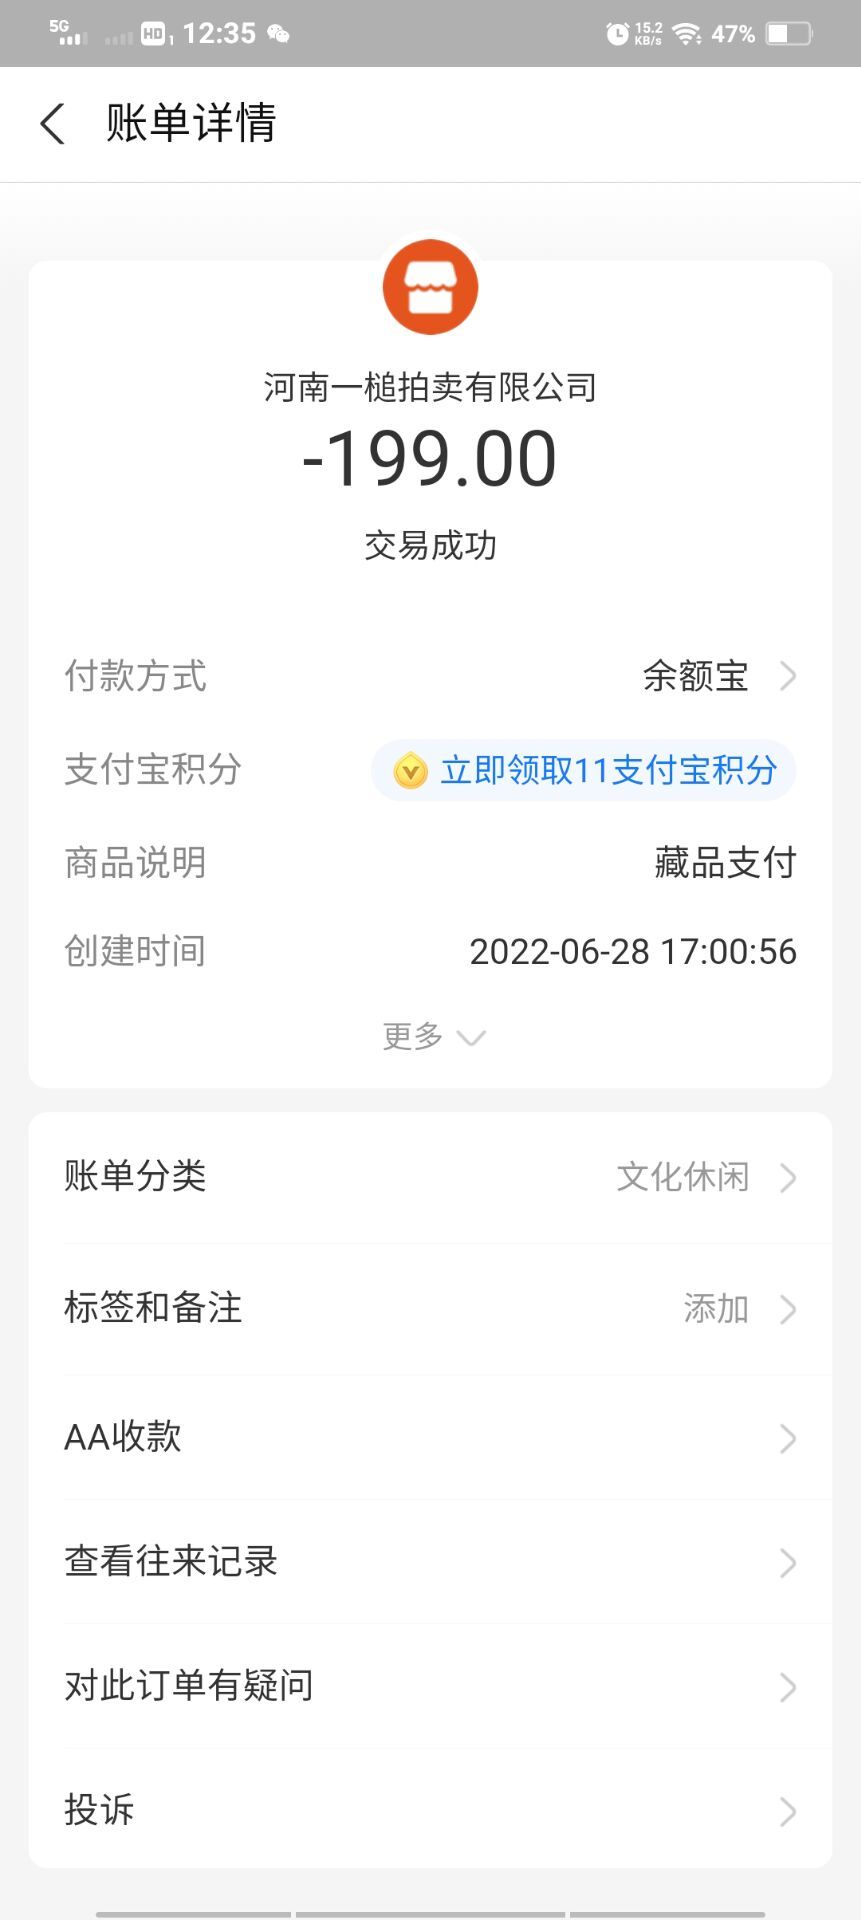 5G HD 1 12:35 15.2 KB/s 47%
账单详情
河南一槌拍卖有限公司
-199.00
交易成功
付款方式 余额宝
支付宝积分 立即领取11支付宝积分
商品说明 藏品支付
创建时间 2022-06-28 17:00:56
更多
账单分类 文化休闲
标签和备注 添加
AA收款
查看往来记录
对此订单有疑问
投诉